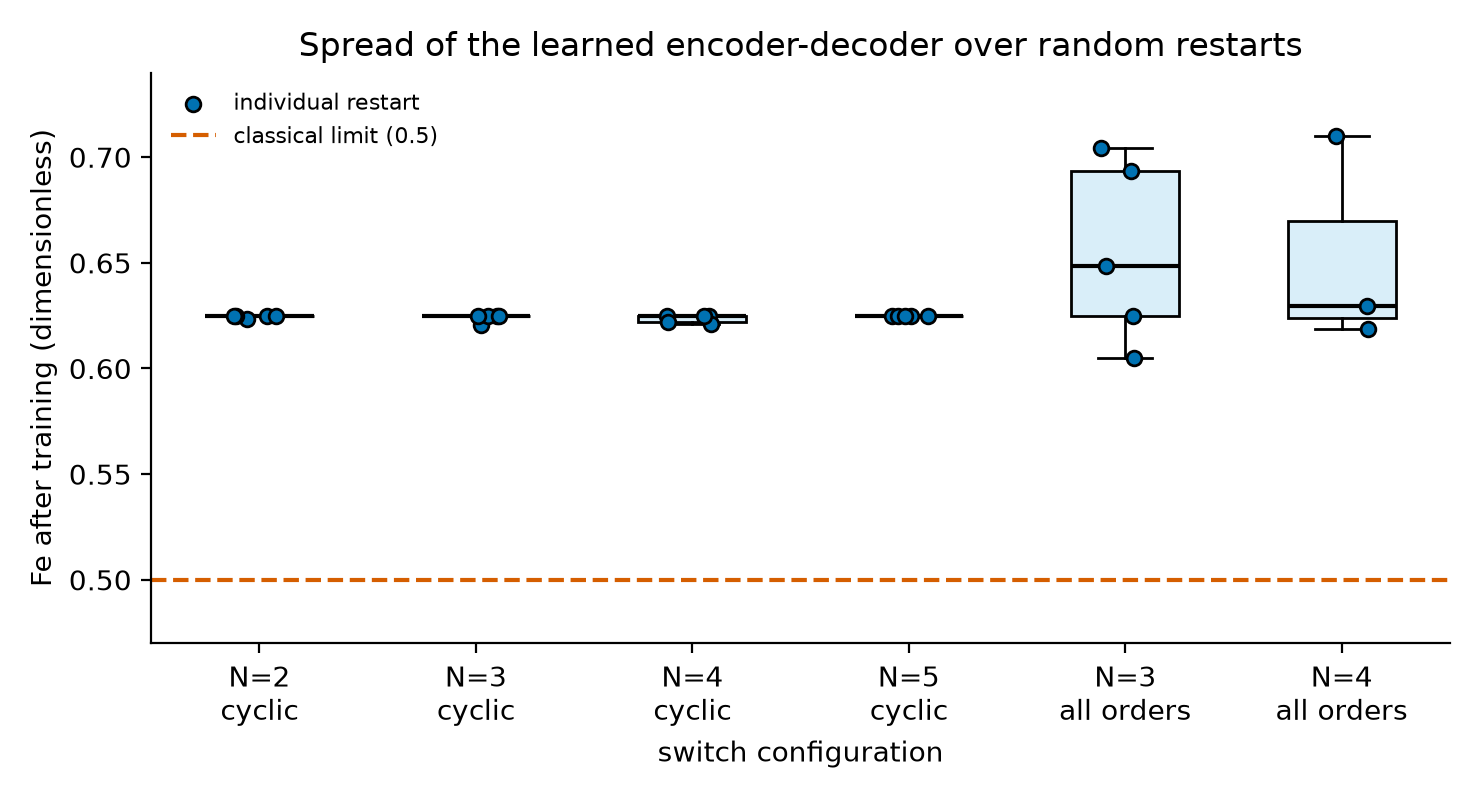 Spread of the learned encoder-decoder over random restarts
individual restart
classical limit (0.5)
Fe after training (dimensionless)
0.70
0.65
0.60
0.55
0.50
N=2
cyclic
N=3
cyclic
N=4
cyclic
N=5
cyclic
N=3
all orders
N=4
all orders
switch configuration